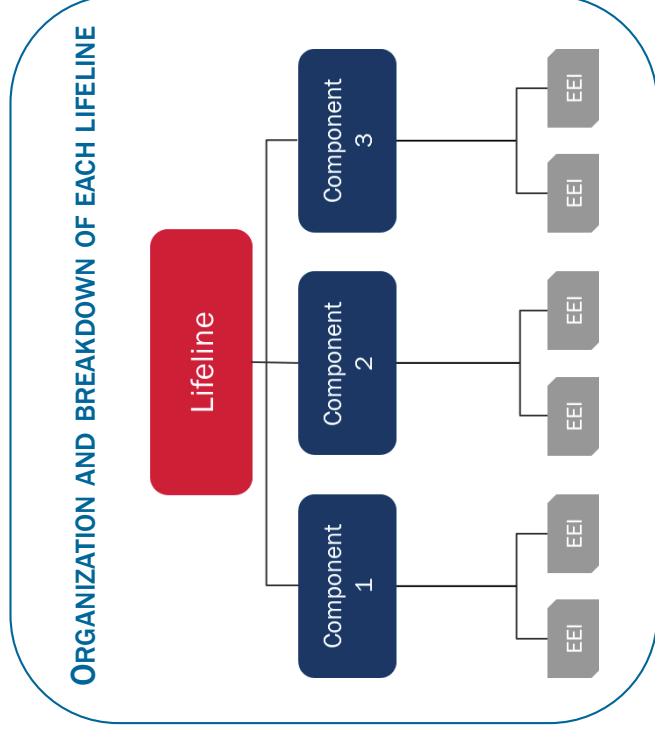 ORGANIZATION AND BREAKDOWN OF EACH LIFELINE
Lifeline
Component
1
Component
2
Component
3
EEI
EEI
EEI
EEI
EEI
EEI